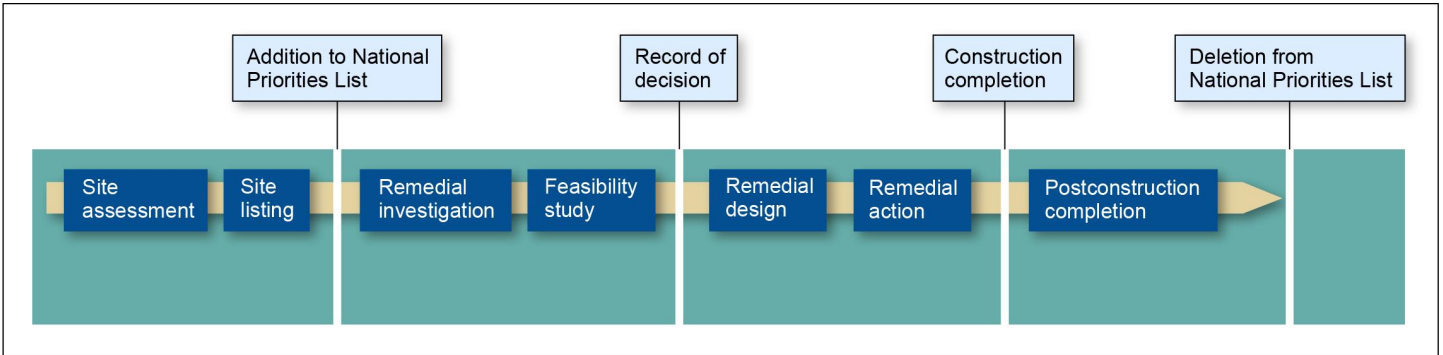 Addition to National
Priorities List
Record of
decision
Construction
completion
Deletion from
National Priorities List
Site
assessment
Site
listing
Remedial
investigation
Feasibility
study
Remedial
design
Remedial
action
Postconstruction
completion